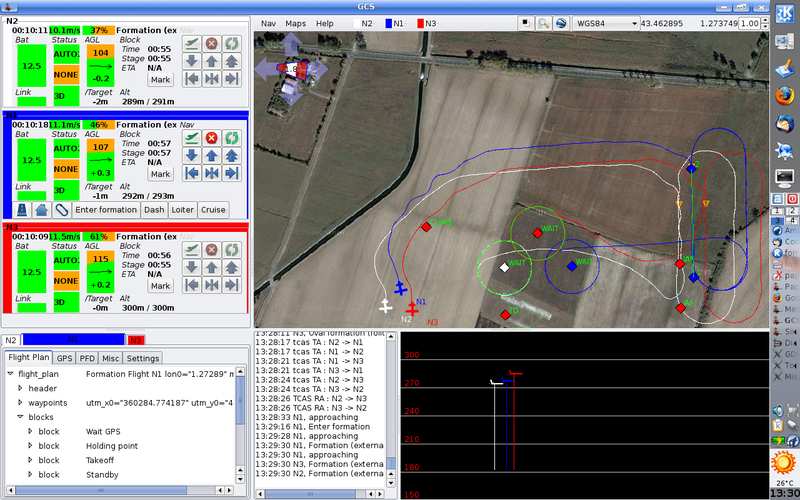 GCS
N2
00:10:11 10.1m/s 37% Formation (ex Nav
Bat Status AGL Block
12.5 AUTO 104 Time 00:55
Stage 00:55
NONE ETA N/A
-0.2 Mark
Link 3D /Target Alt
-2m 289m / 291m
00:10:18 11.1m/s 46% Formation (ex Nav
Bat Status AGL Block
12.5 AUTO 107 Time 00:57
Stage 00:57
NONE ETA N/A
+0.3 Mark
Link 3D /Target Alt
-1m 292m / 293m
Enter formation Dash Loiter Cruise
N3
00:10:09 11.5m/s 61% Formation (ex Nav
Bat Status AGL Block
12.5 AUTO 115 Time 00:56
Stage 00:55
NONE ETA N/A
+0.2 Mark
Link 3D /Target Alt
-0m 300m / 300m
N2 N1 N3
Flight Plan GPS PFD Misc Settings
flight_plan Formation Flight N1 lon0="1.27289" m
header
waypoints utm_x0="360284.774187" utm_y0="4
blocks
block Wait GPS
block Holding point
block Takeoff
block Standby
Nav Maps Help N2 N1 N3 WGS84 43.462895 1.273749 1.00
WAIT
WAIT
WAIT
N1
N2
N3
13:28:11 N3, Oval formation (follo
13:28:17 tcas TA : N2 -> N1
13:28:17 tcas TA : N1 -> N2
13:28:21 tcas TA : N1 -> N3
13:28:21 tcas TA : N3 -> N1
13:28:24 tcas TA : N2 -> N3
13:28:24 tcas TA : N3 -> N2
13:28:26 TCAS RA : N2 -> N3
13:28:26 TCAS RA : N3 -> N2
13:28:33 N1, approaching
13:29:16 N1, Enter formation
13:29:28 N1, approaching
13:29:30 N1, Formation (externa
13:29:30 N1, approaching
13:29:30 N3, Formation (externa
13:29:30 N2, Formation (externa
300
270
240
210
180
150
1 2
3 4
26°C
13:30